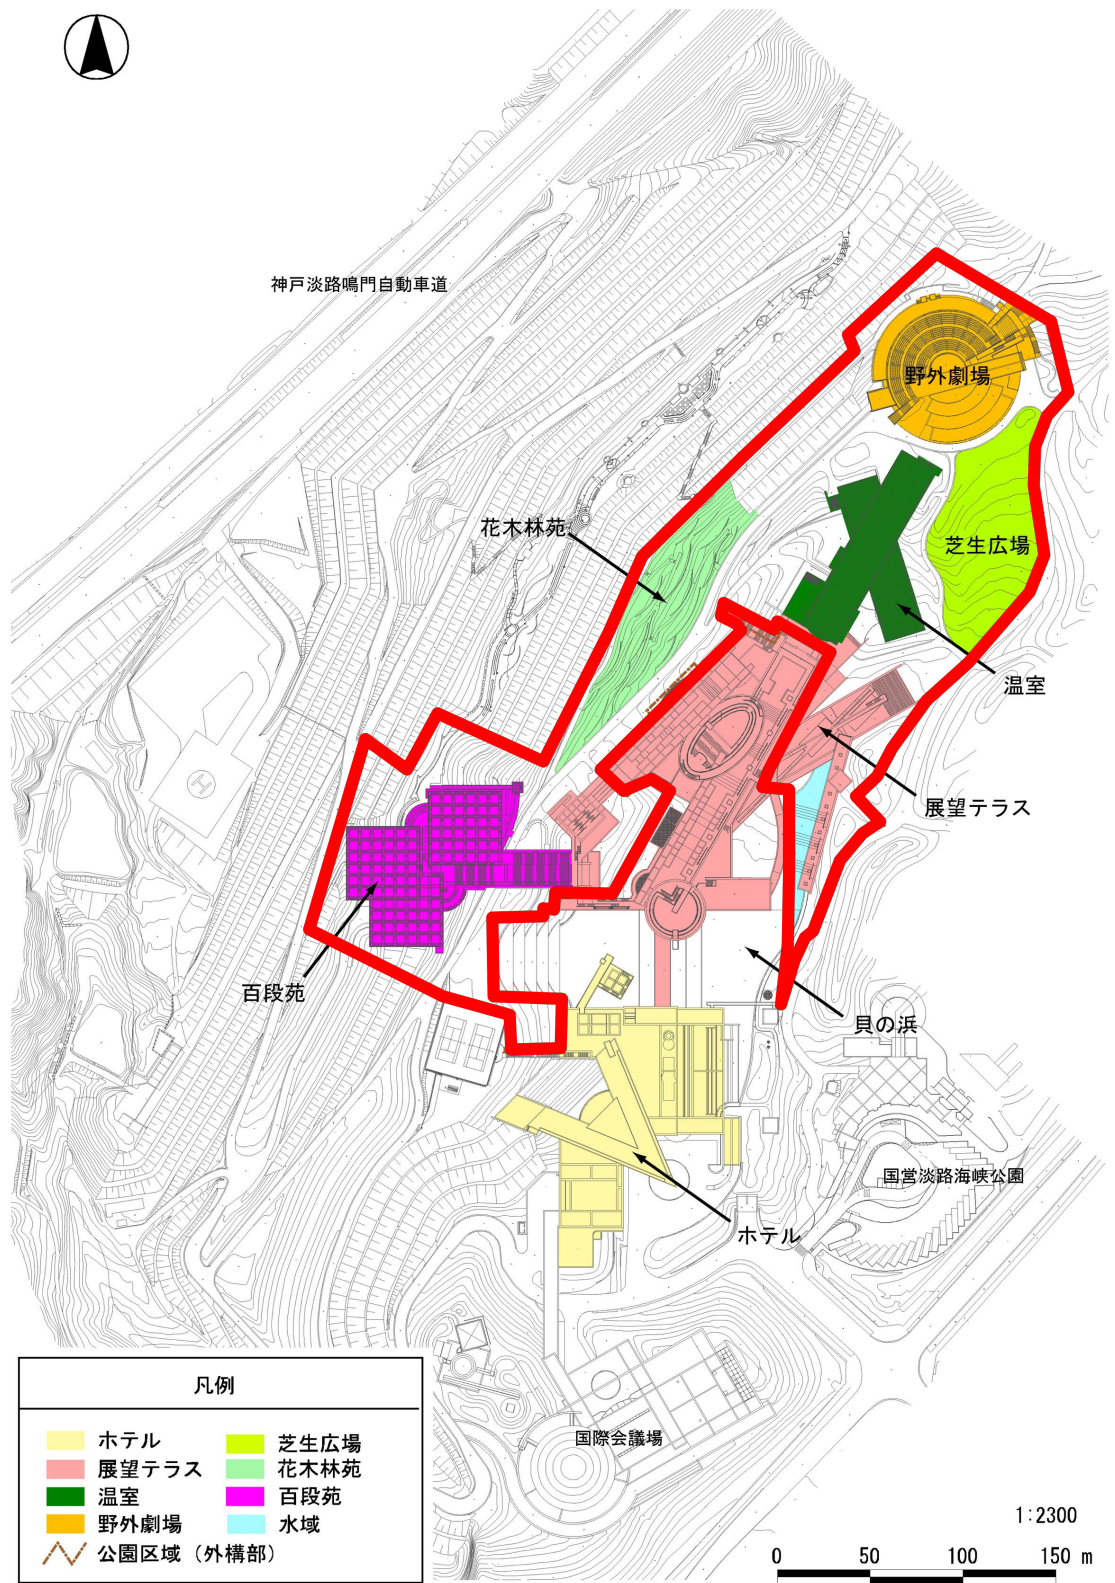 神戸淡路鳴門自動車道
野外劇場
花木林苑
芝生広場
温室
展望テラス
百段苑
貝の浜
国営淡路海峡公園
ホテル
国際会議場
凡例
ホテル
芝生広場
展望テラス
花木林苑
温室
百段苑
野外劇場
水域
公園区域（外構部）
1:2300
0 50 100 150 m
H